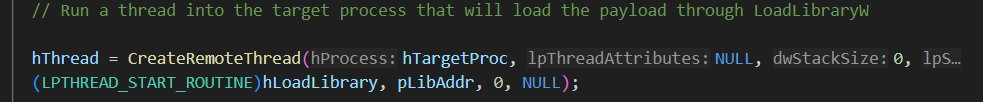 // Run a thread into the target process that will load the payload through LoadLibraryW
hThread = CreateRemoteThread(hProcess:hTargetProc, lpThreadAttributes:NULL, dwStackSize:0, lpS…
(LPTHREAD_START_ROUTINE)hLoadLibrary, pLibAddr, 0, NULL);